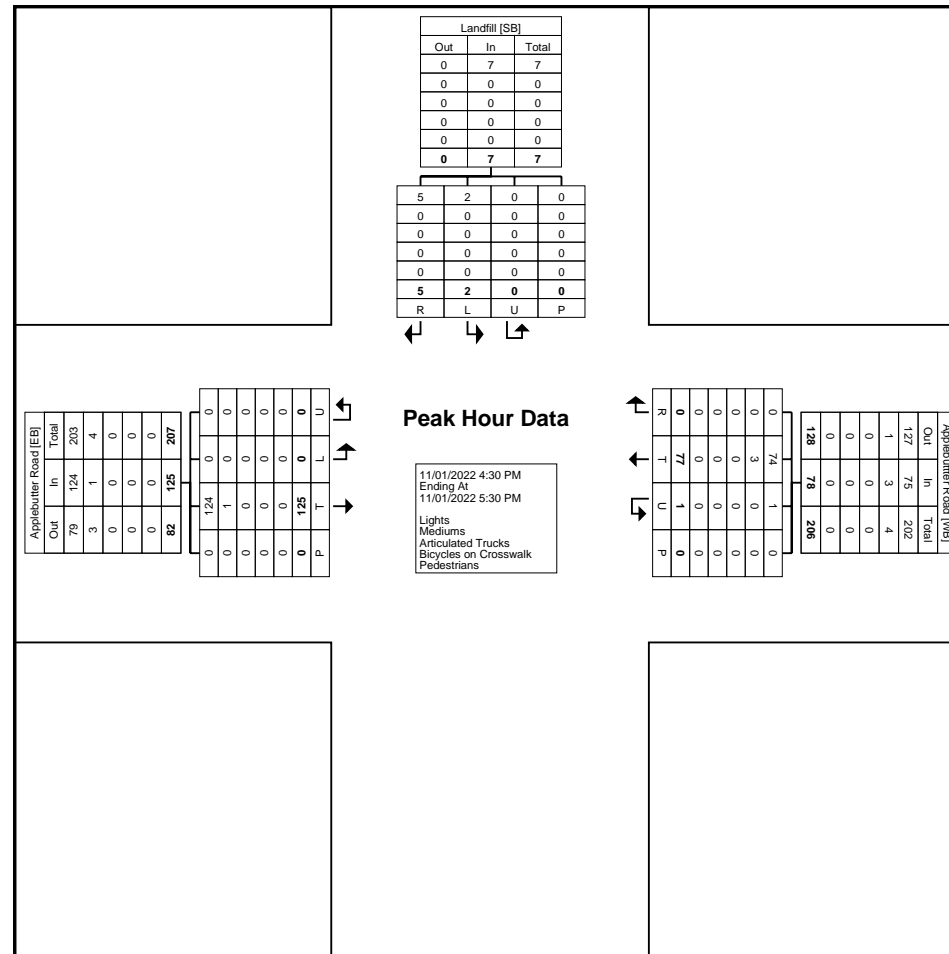 Landfill [SB]
Out In Total
0 7 7
0 0 0
0 0 0
0 0 0
0 0 0
0 7 7
5 2 0 0
0 0 0 0
0 0 0 0
0 0 0 0
0 0 0 0
5 2 0 0
R L U P
Applebutter Road [EB]
Total 203 4 0 0 0 207
In 124 1 0 0 0 125
Out 79 3 0 0 0 82
0 0 0 0 0 0 U
0 0 0 0 0 0 L
124 1 0 0 0 125 T
0 0 0 0 0 0 P
Peak Hour Data
11/01/2022 4:30 PM
Ending At
11/01/2022 5:30 PM
Lights
Mediums
Articulated Trucks
Bicycles on Crosswalk
Pedestrians
R 0 0 0 0 0 0
T 77 0 0 0 3 74
U 1 0 0 0 0 1
P 0 0 0 0 0 0
Applebutter Road [WB]
128 0 0 0 1 127 Out
78 0 0 0 3 75 In
206 0 0 0 4 202 Total